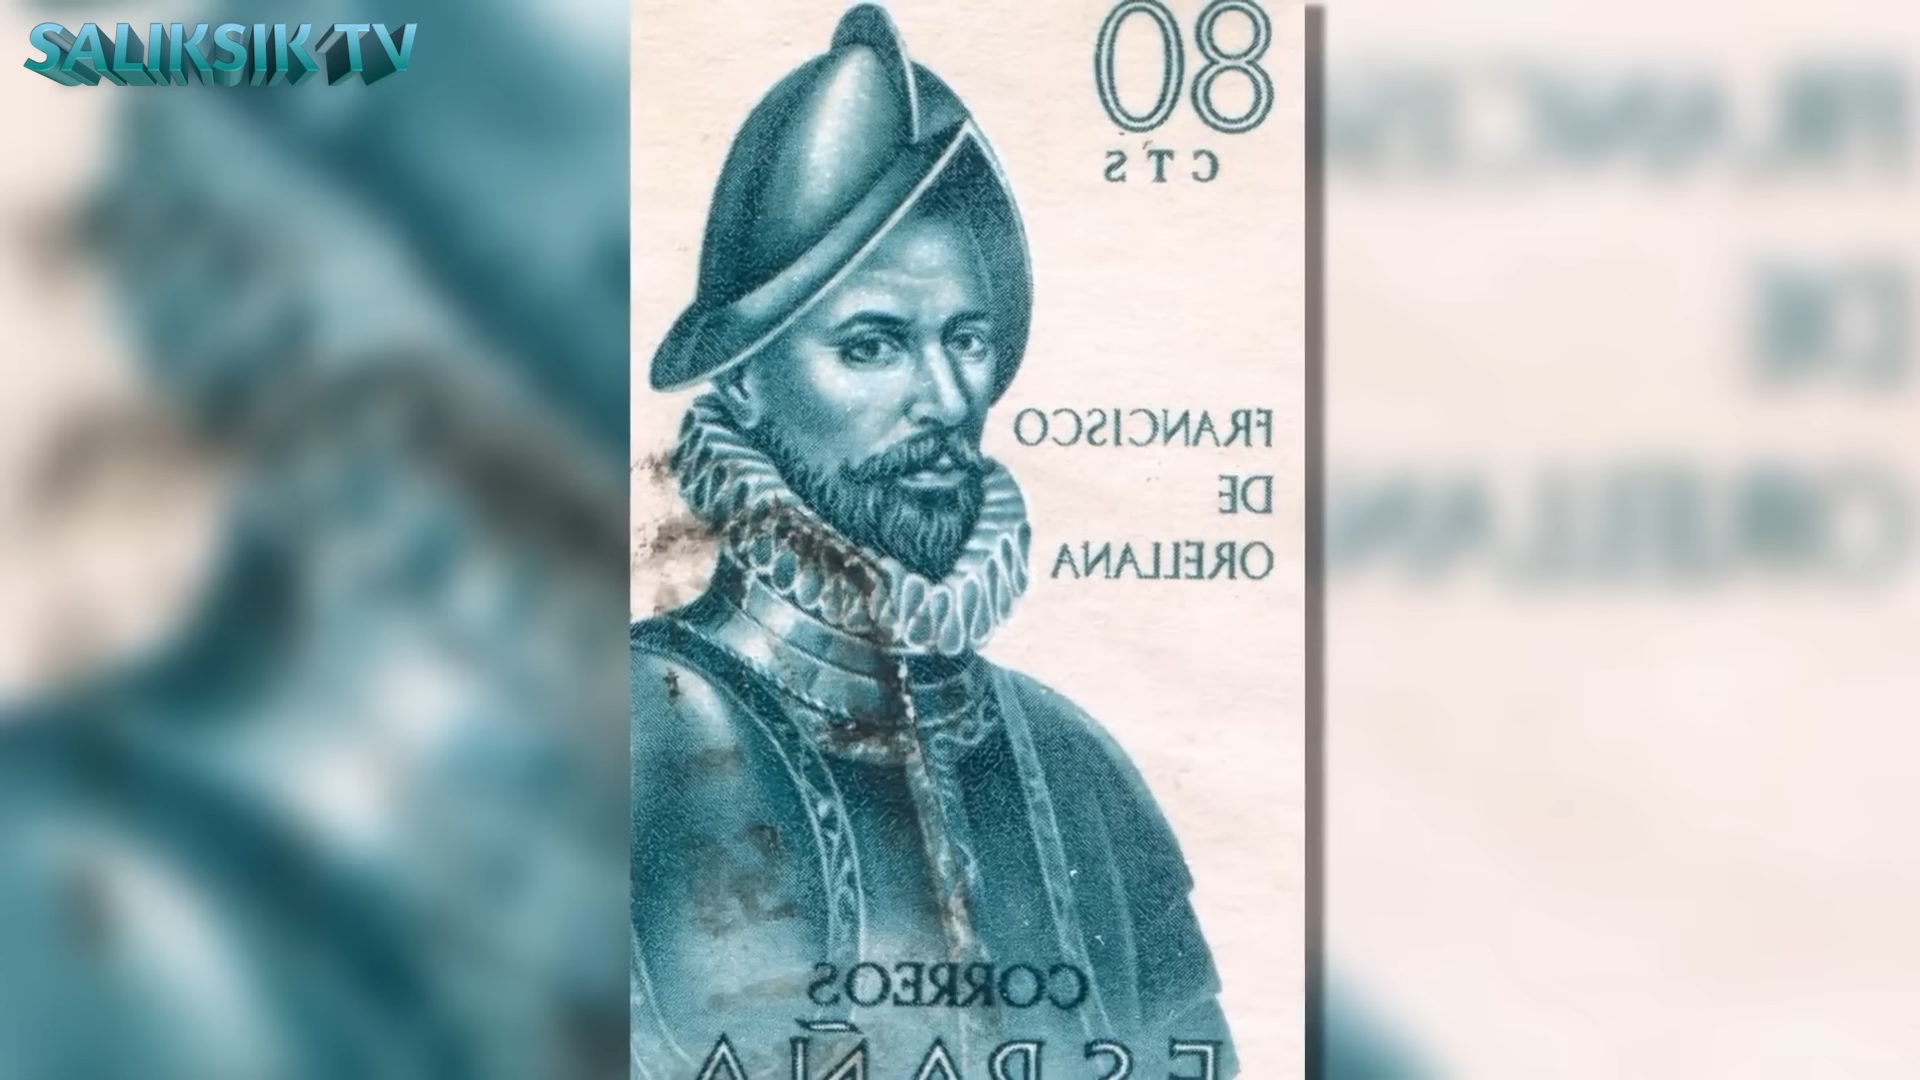 SALIKSIK TV
80
CTS
FRANCISCO
DE
ORELLANA
CORREOS
ESPAÑA